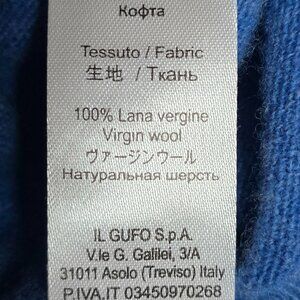 Кофта
Tessuto / Fabric
生地 / Ткань
100% Lana vergine
Virgin wool
ヴァージンウール
Натуральная шерсть
IL GUFO S.p.A.
V.le G. Galilei, 3/A
31011 Asolo (Treviso) Italy
P.IVA.IT 03450970268